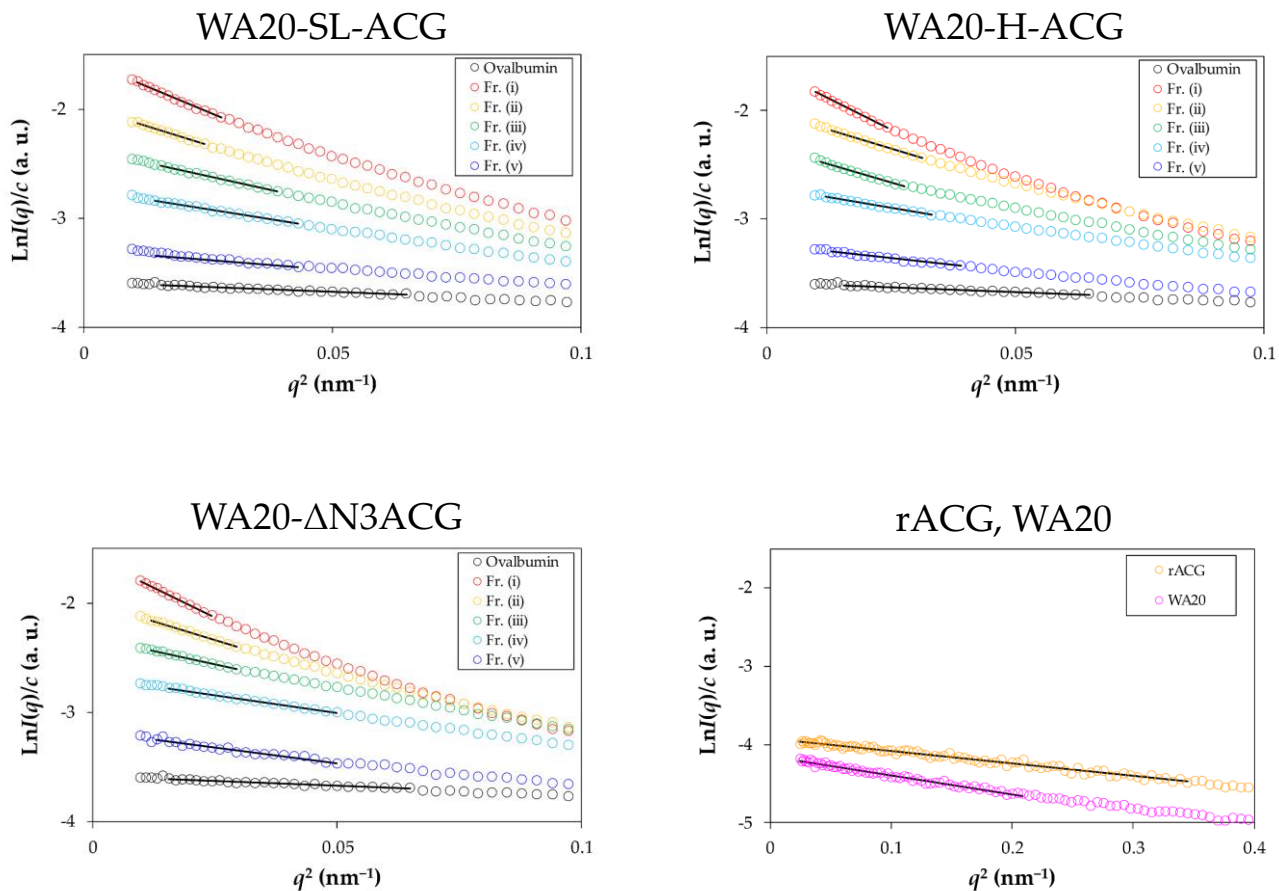 WA20-SL-ACG
LnI(q)/c (a. u.)
-2
-3
-4
Ovalbumin
Fr. (i)
Fr. (ii)
Fr. (iii)
Fr. (iv)
Fr. (v)
0
0.05
0.1
q² (nm⁻¹)
WA20-H-ACG
LnI(q)/c (a. u.)
-2
-3
-4
Ovalbumin
Fr. (i)
Fr. (ii)
Fr. (iii)
Fr. (iv)
Fr. (v)
0
0.05
0.1
q² (nm⁻¹)
WA20-ΔN3ACG
LnI(q)/c (a. u.)
-2
-3
-4
Ovalbumin
Fr. (i)
Fr. (ii)
Fr. (iii)
Fr. (iv)
Fr. (v)
0
0.05
0.1
q² (nm⁻¹)
rACG, WA20
LnI(q)/c (a. u.)
-2
-3
-4
-5
rACG
WA20
0
0.1
0.2
0.3
0.4
q² (nm⁻¹)